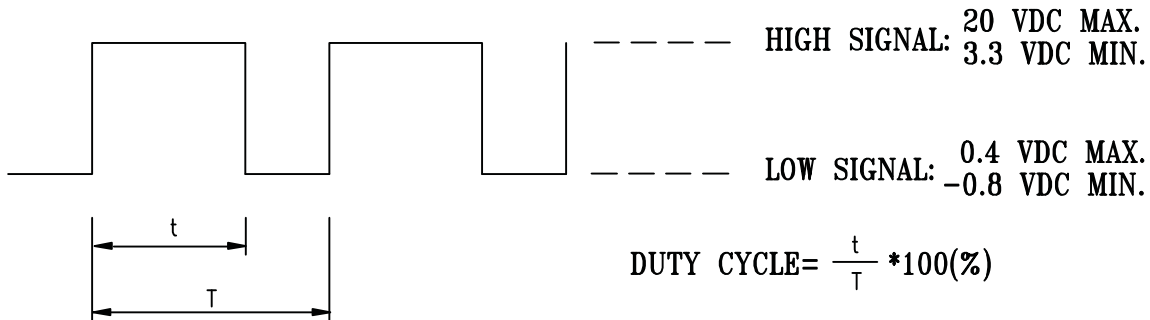 HIGH SIGNAL: 20 VDC MAX.
3.3 VDC MIN.
LOW SIGNAL: 0.4 VDC MAX.
-0.8 VDC MIN.
t
T
DUTY CYCLE= t/T *100(%)